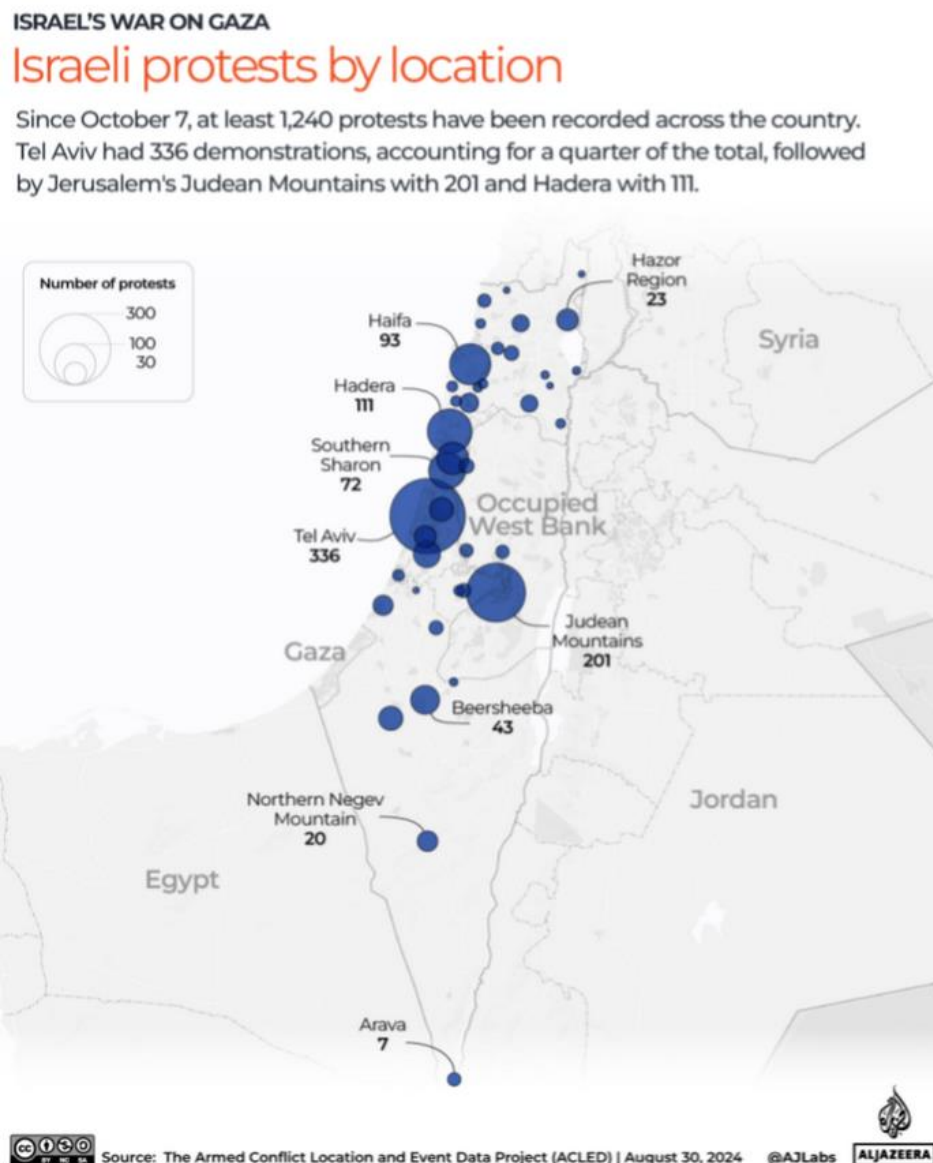 ISRAEL'S WAR ON GAZA
Israeli protests by location
Since October 7, at least 1,240 protests have been recorded across the country.
Tel Aviv had 336 demonstrations, accounting for a quarter of the total, followed
by Jerusalem's Judean Mountains with 201 and Hadera with 111.
Number of protests
300
100
30
Hazor
Region
23
Haifa
93
Syria
Hadera
111
Southern
Sharon
72
Occupied
West Bank
Tel Aviv
336
Judean
Mountains
201
Gaza
Beersheeba
43
Northern Negev
Mountain
20
Jordan
Egypt
Arava
7
cc BY NC SA
Source: The Armed Conflict Location and Event Data Project (ACLED) | August 30, 2024 @AJLabs ALJAZEERA